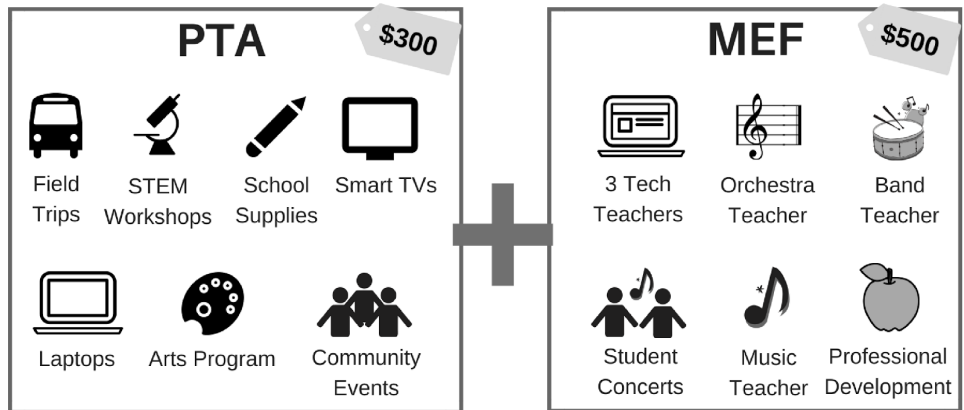 PTA
$300
Field
Trips
STEM
Workshops
School
Supplies
Smart TVs
Laptops
Arts Program
Community
Events
MEF
$500
3 Tech
Teachers
Orchestra
Teacher
Band
Teacher
Student
Concerts
Music
Teacher
Professional
Development